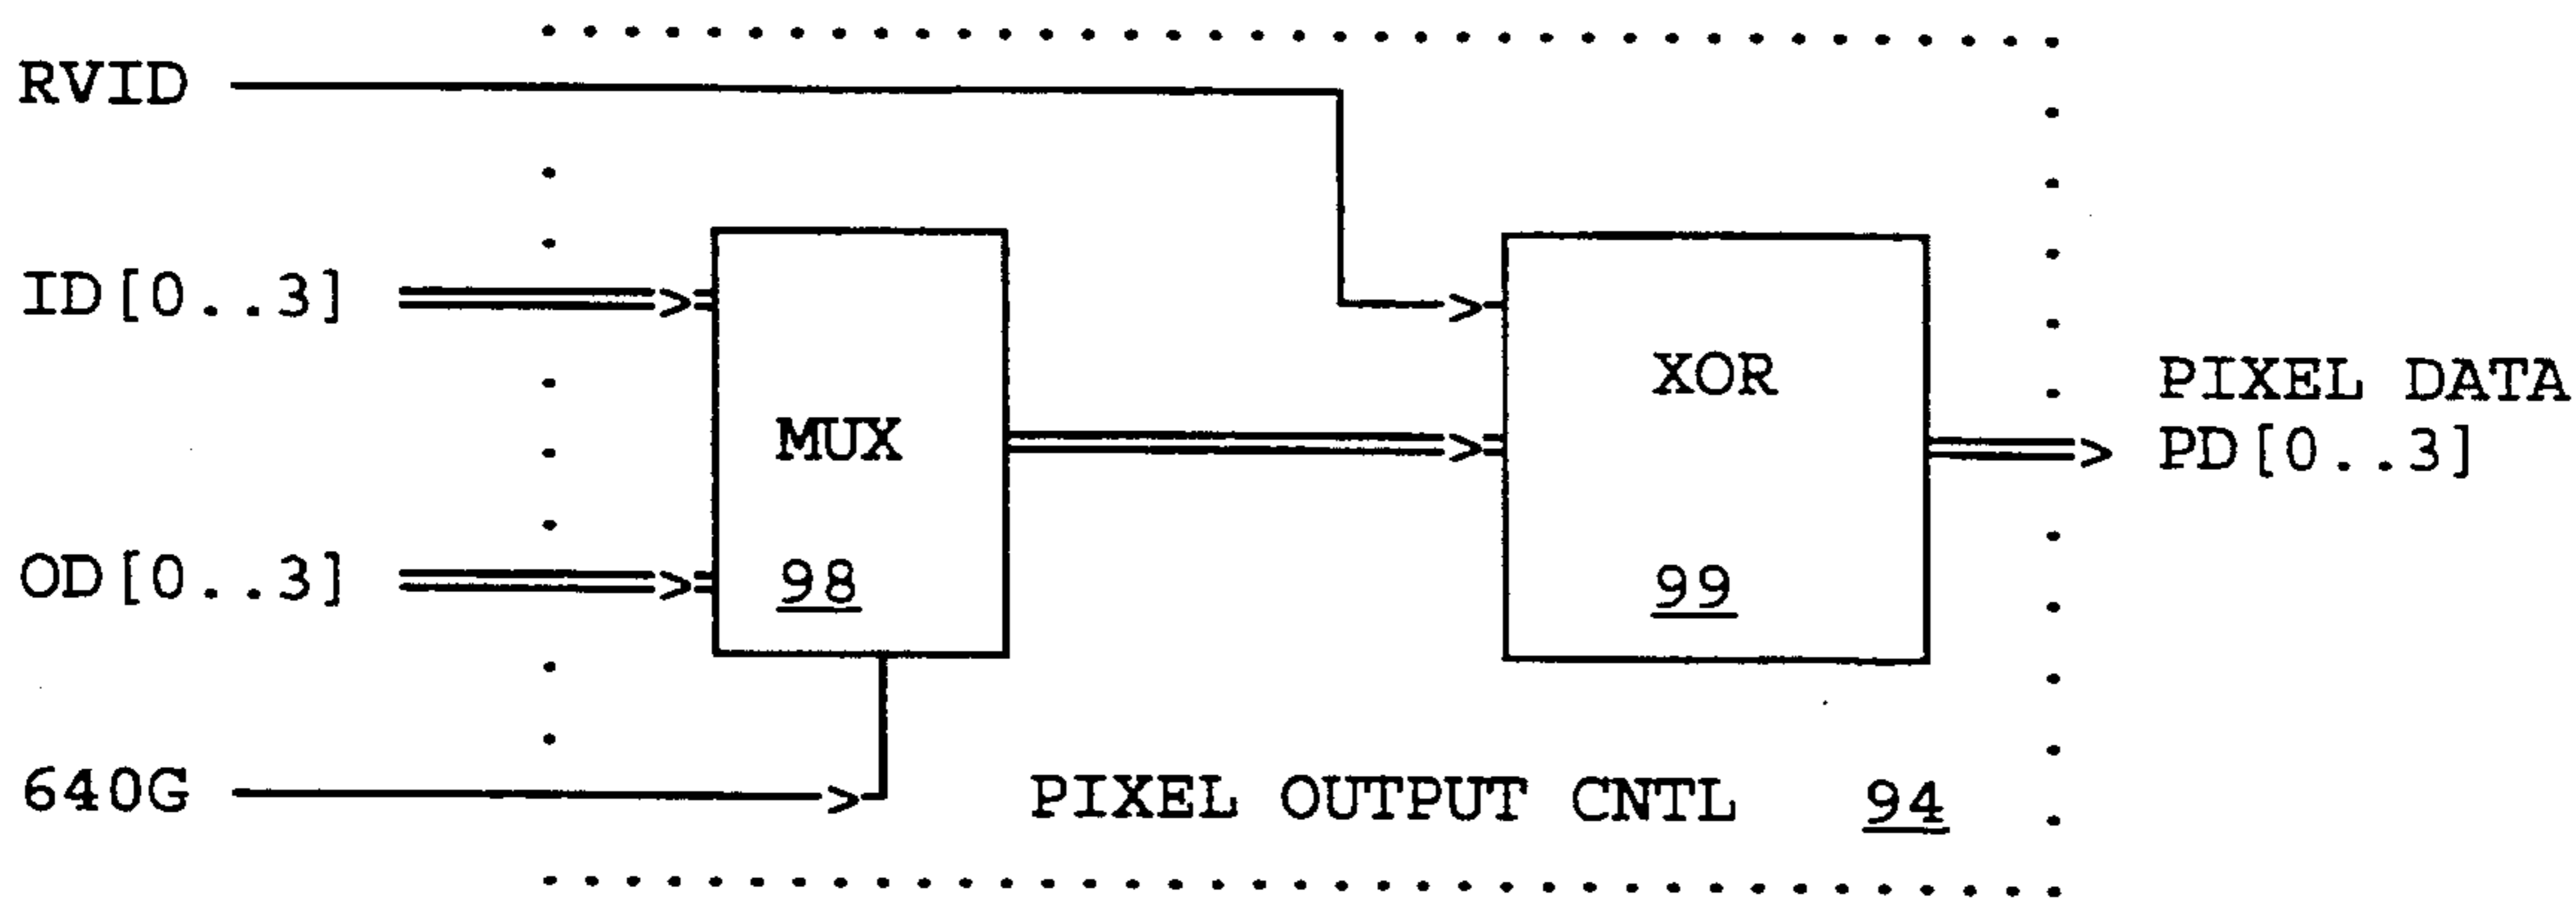 RVID
ID[0..3]
MUX
98
XOR
99
PIXEL DATA
PD[0..3]
OD[0..3]
640G
PIXEL OUTPUT CNTL 94